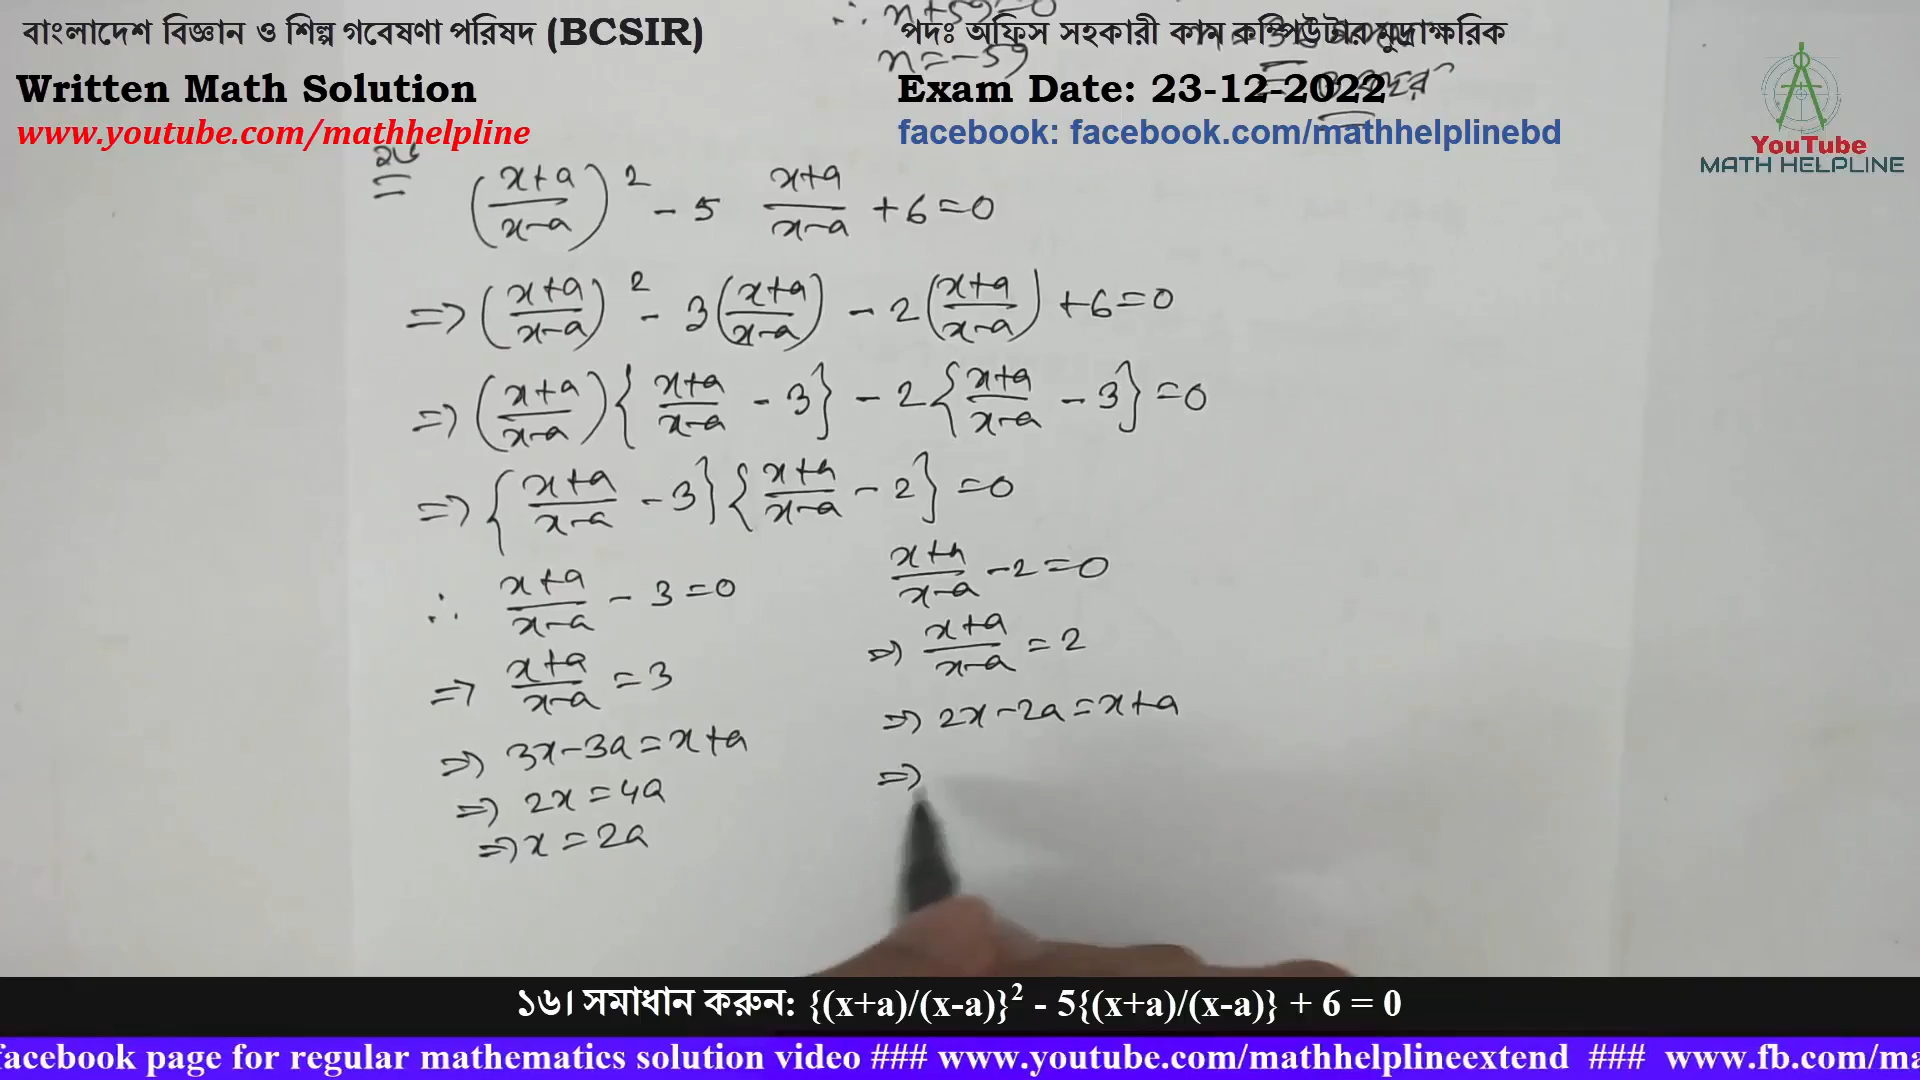 বাংলাদেশ বিজ্ঞান ও শিল্প গবেষণা পরিষদ (BCSIR)
পদঃ অফিস সহকারী কাম কম্পিউটার মুদ্রাক্ষরিক
Written Math Solution
Exam Date: 23-12-2022
www.youtube.com/mathhelpline
facebook: facebook.com/mathhelplinebd
YouTube
MATH HELPLINE
x = -59
১৬
((x+a)/(x-a))² - 5 (x+a)/(x-a) + 6 = 0
=> ((x+a)/(x-a))² - 3((x+a)/(x-a)) - 2((x+a)/(x-a)) + 6 = 0
=> ((x+a)/(x-a)){(x+a)/(x-a) - 3} - 2{(x+a)/(x-a) - 3} = 0
=> {(x+a)/(x-a) - 3}{(x+a)/(x-a) - 2} = 0
∴ (x+a)/(x-a) - 3 = 0
=> (x+a)/(x-a) = 3
=> 3x-3a = x+a
=> 2x = 4a
=> x = 2a
(x+a)/(x-a) - 2 = 0
=> (x+a)/(x-a) = 2
=> 2x-2a = x+a
=>
১৬। সমাধান করুন: {(x+a)/(x-a)}² - 5{(x+a)/(x-a)} + 6 = 0
facebook page for regular mathematics solution video ### www.youtube.com/mathhelplineextend ### www.fb.com/ma